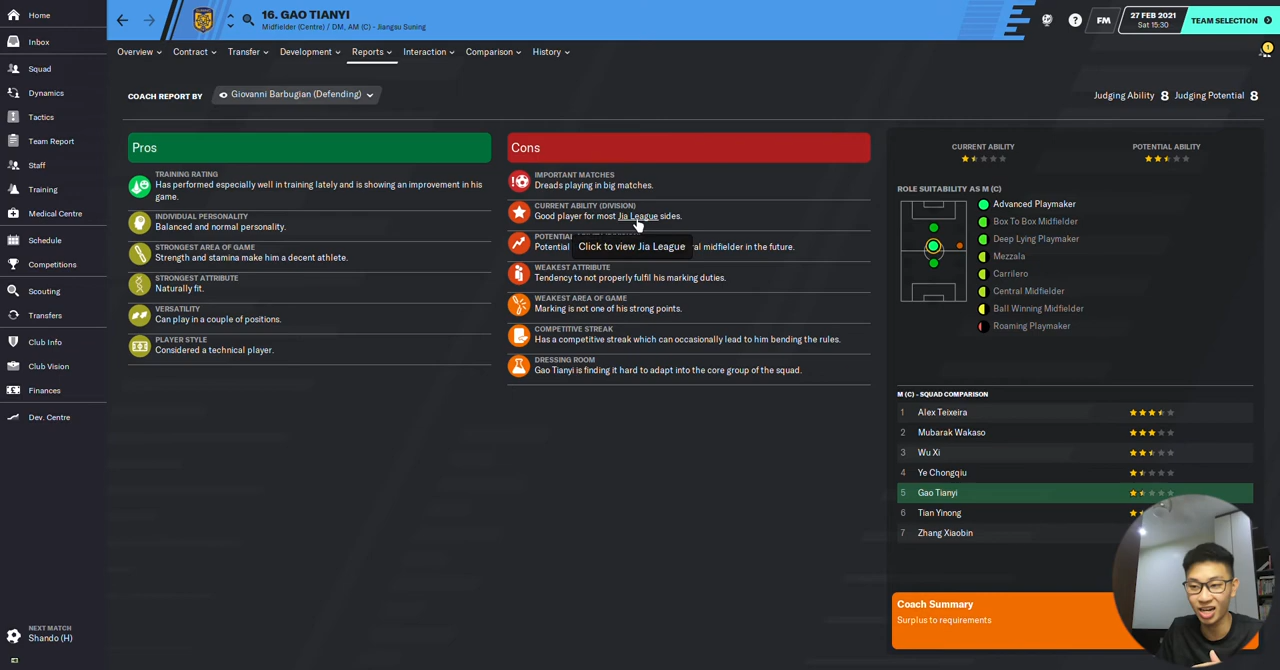 Home
Inbox
Squad
Dynamics
Tactics
Team Report
Staff
Training
Medical Centre
Schedule
Competitions
Scouting
Transfers
Club Info
Club Vision
Finances
Dev. Centre
NEXT MATCH
Shando (H)
16. GAO TIANYI
Midfielder (Centre) / DM, AM (C) - Jiangsu Suning
?
FM
27 FEB 2021
Sat 15:30
TEAM SELECTION
1
Overview
Contract
Transfer
Development
Reports
Interaction
Comparison
History
COACH REPORT BY
Giovanni Barbugian (Defending)
Judging Ability 8 Judging Potential 8
Pros
TRAINING RATING
Has performed especially well in training lately and is showing an improvement in his
game.
INDIVIDUAL PERSONALITY
Balanced and normal personality.
STRONGEST AREA OF GAME
Strength and stamina make him a decent athlete.
STRONGEST ATTRIBUTE
Naturally fit.
VERSATILITY
Can play in a couple of positions.
PLAYER STYLE
Considered a technical player.
Cons
IMPORTANT MATCHES
Dreads playing in big matches.
CURRENT ABILITY (DIVISION)
Good player for most Jia League sides.
Potential
Click to view Jia League
midfielder in the future.
WEAKEST ATTRIBUTE
Tendency to not properly fulfil his marking duties.
WEAKEST AREA OF GAME
Marking is not one of his strong points.
COMPETITIVE STREAK
Has a competitive streak which can occasionally lead to him bending the rules.
DRESSING ROOM
Gao Tianyi is finding it hard to adapt into the core group of the squad.
CURRENT ABILITY
POTENTIAL ABILITY
ROLE SUITABILITY AS M (C)
Advanced Playmaker
Box To Box Midfielder
Deep Lying Playmaker
Mezzala
Carrilero
Central Midfielder
Ball Winning Midfielder
Roaming Playmaker
M (C) - SQUAD COMPARISON
1 Alex Teixeira
2 Mubarak Wakaso
3 Wu Xi
4 Ye Chongqiu
5 Gao Tianyi
6 Tian Yinong
7 Zhang Xiaobin
Coach Summary
Surplus to requirements